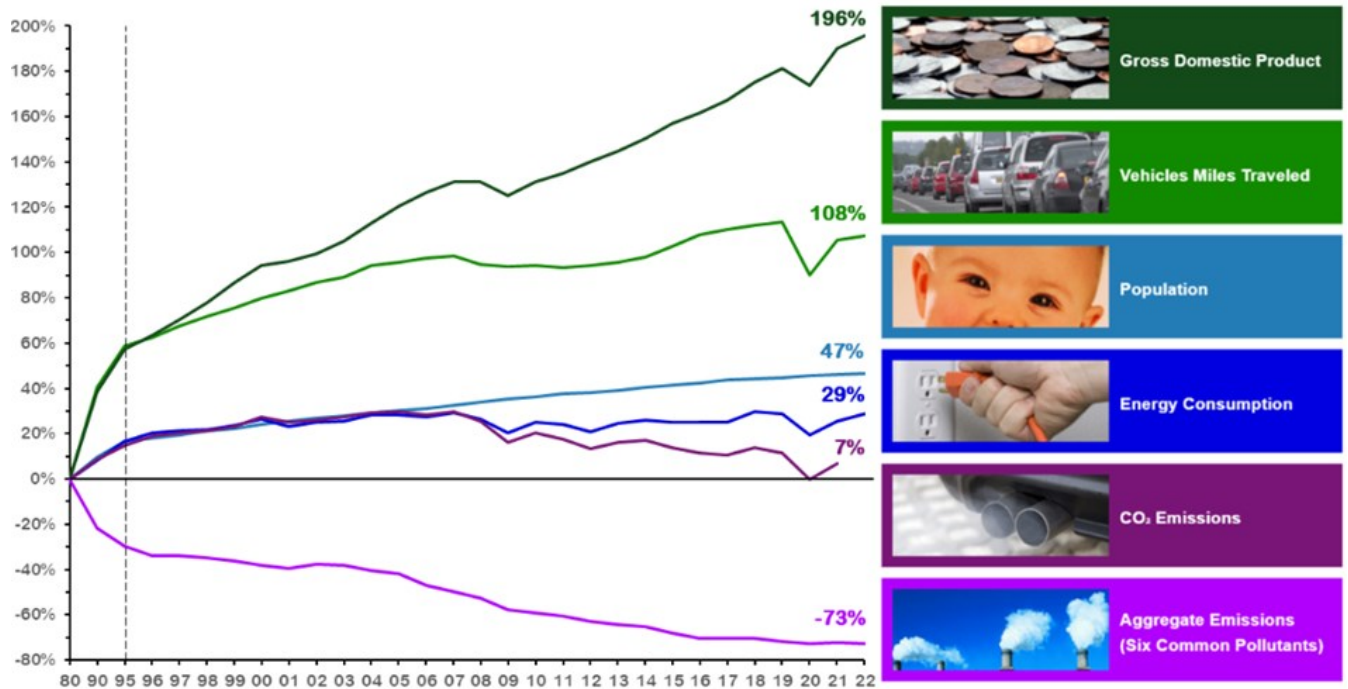 200%
180%
160%
140%
120%
100%
80%
60%
40%
20%
0%
-20%
-40%
-60%
-80%
196%
108%
47%
29%
7%
-73%
80 90 95 96 97 98 99 00 01 02 03 04 05 06 07 08 09 10 11 12 13 14 15 16 17 18 19 20 21 22
Gross Domestic Product
Vehicles Miles Traveled
Population
Energy Consumption
CO₂ Emissions
Aggregate Emissions
(Six Common Pollutants)